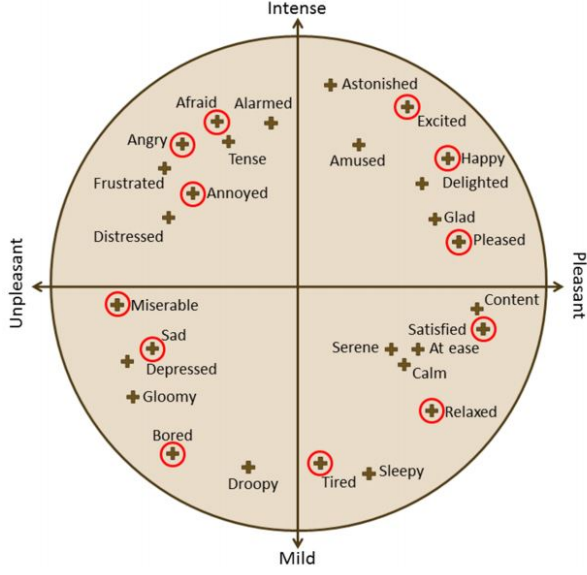 Intense
Astonished
Afraid
Alarmed
Excited
Angry
Tense
Amused
Happy
Frustrated
Annoyed
Delighted
Glad
Distressed
Pleased
Unpleasant
Pleasant
Miserable
Content
Sad
Satisfied
Serene
At ease
Depressed
Calm
Gloomy
Relaxed
Bored
Droopy
Tired
Sleepy
Mild